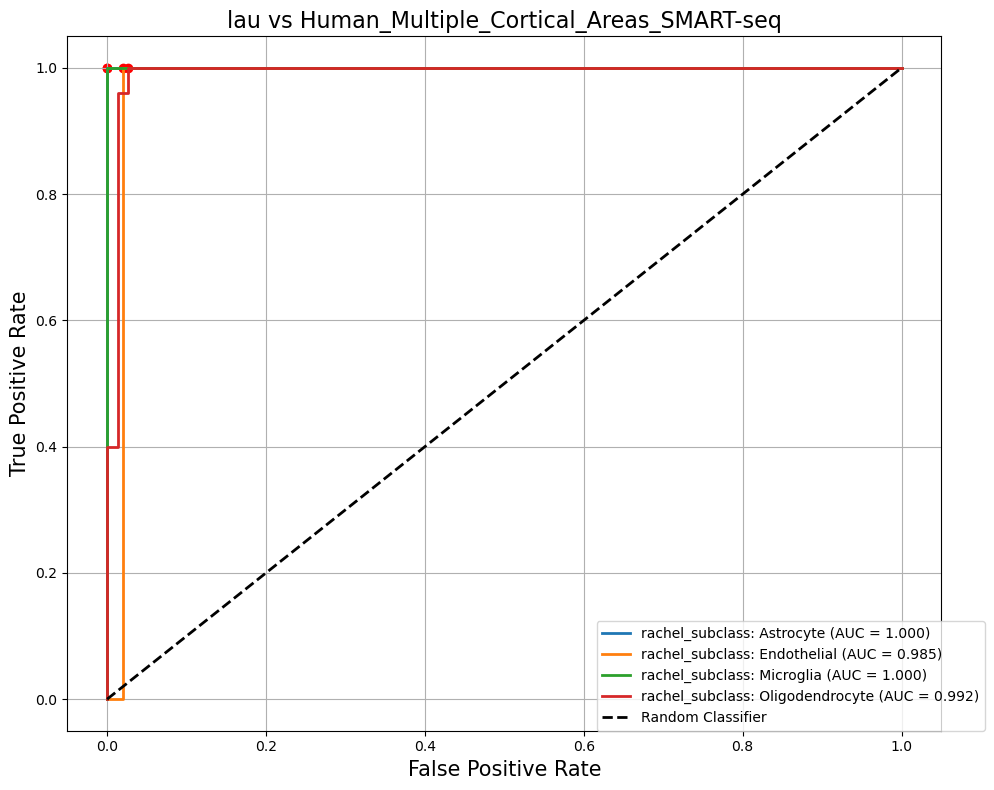 lau vs Human_Multiple_Cortical_Areas_SMART-seq
True Positive Rate
1.0
0.8
0.6
0.4
0.2
0.0
rachel_subclass: Astrocyte (AUC = 1.000)
rachel_subclass: Endothelial (AUC = 0.985)
rachel_subclass: Microglia (AUC = 1.000)
rachel_subclass: Oligodendrocyte (AUC = 0.992)
Random Classifier
0.0 0.2 0.4 0.6 0.8 1.0
False Positive Rate